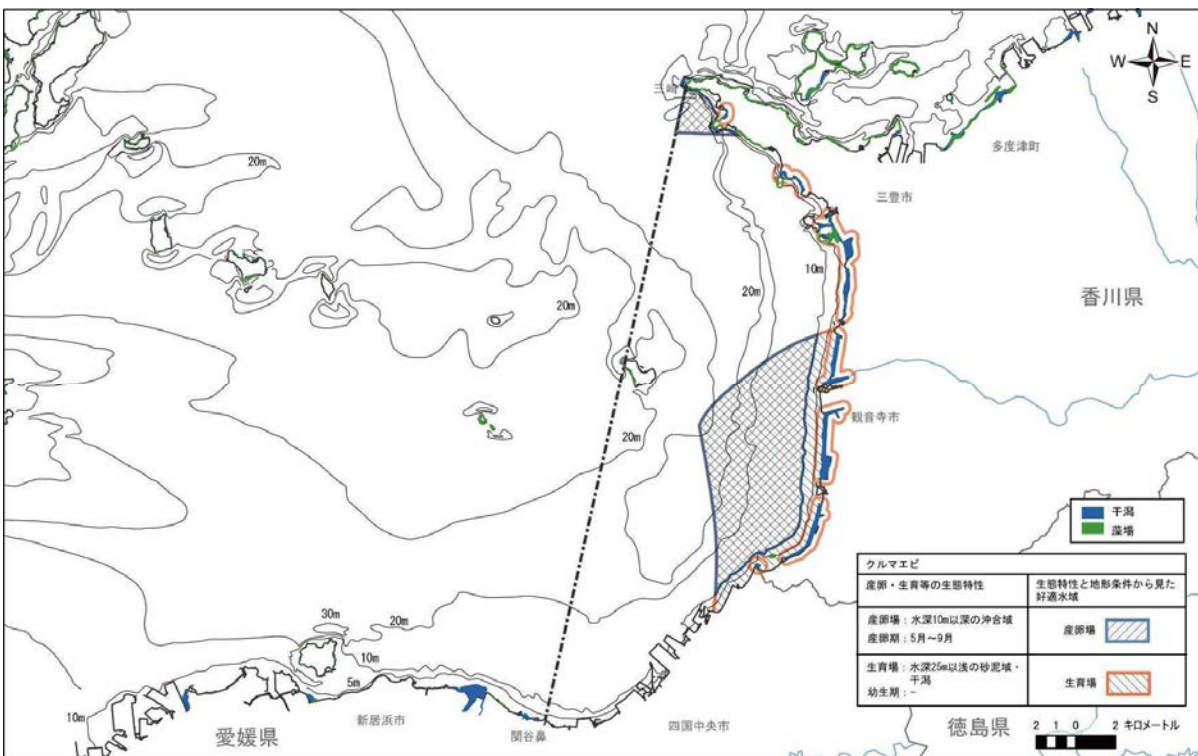 N
W E
S
三崎
20m
多度津町
三豊市
10m
20m
20m
香川県
観音寺市
20m
干潟
藻場
クルマエビ
産卵・生育等の生態特性
生態特性と地形条件から見た
好適水域
産卵場：水深10m以深の沖合域
産卵期：5月～9月
産卵場
生育場：水深25m以浅の砂泥域・
干潟
幼生期：-
生育場
30m
20m
10m
5m
10m
新居浜市
関谷鼻
四国中央市
愛媛県
徳島県
2 1 0 2 キロメートル